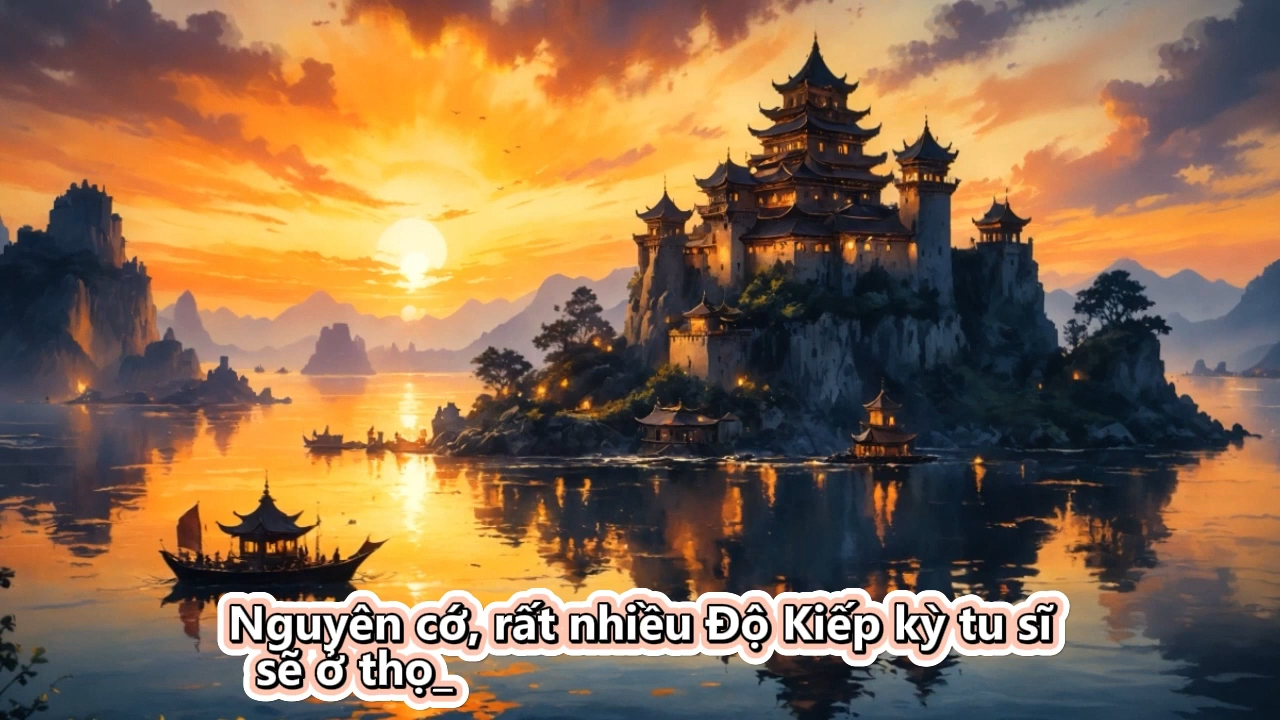 Nguyên cớ, rất nhiều Độ Kiếp kỳ tu sĩ
sẽ ở thọ_